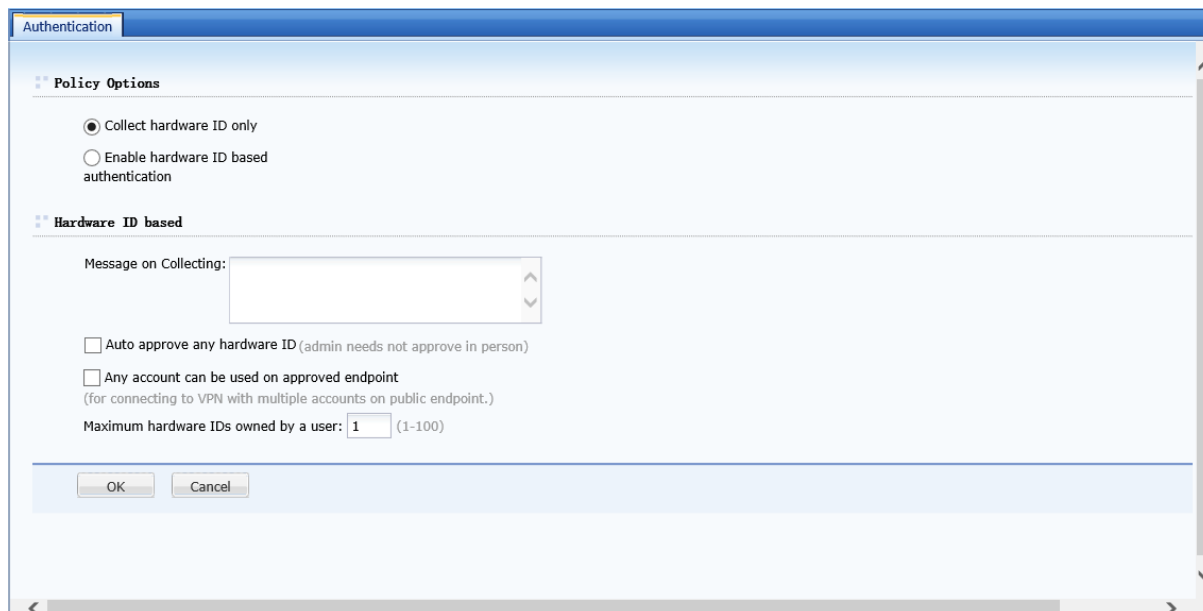 Authentication
Policy Options
Collect hardware ID only
Enable hardware ID based
authentication
Hardware ID based
Message on Collecting:
Auto approve any hardware ID (admin needs not approve in person)
Any account can be used on approved endpoint
(for connecting to VPN with multiple accounts on public endpoint.)
Maximum hardware IDs owned by a user: 1 (1-100)
OK Cancel